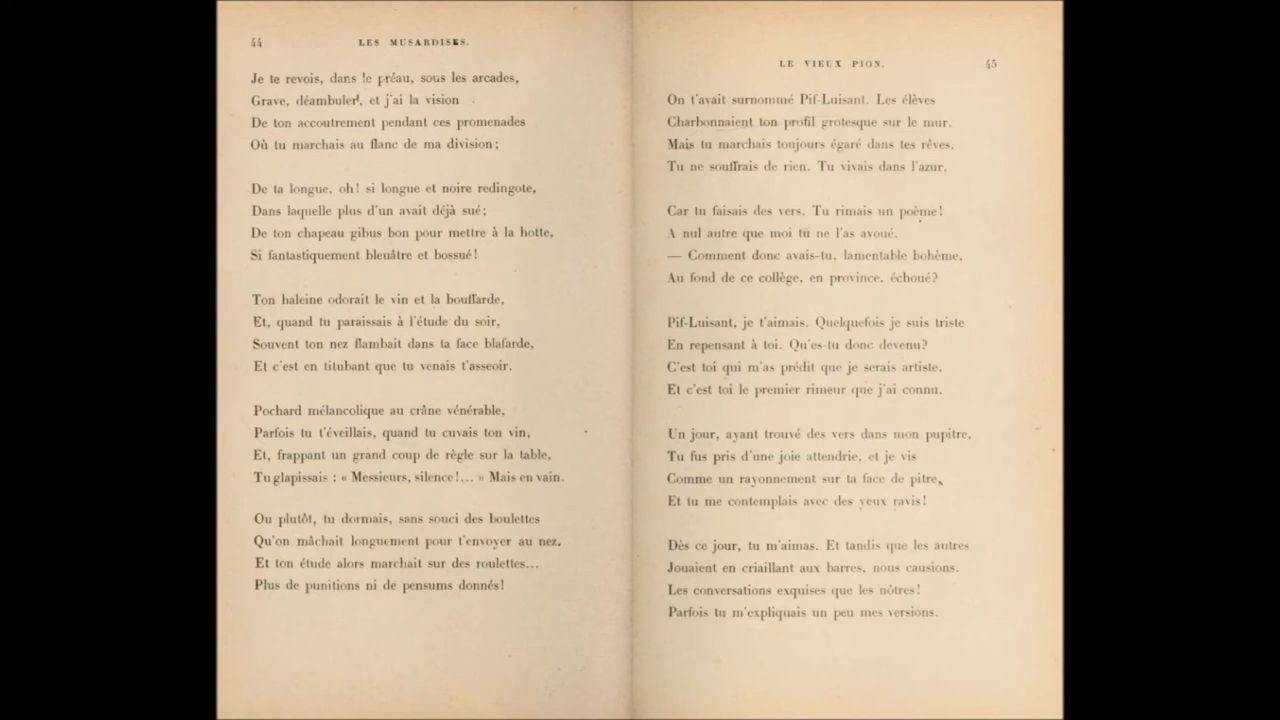 44
LES MUSARDISES.
Je te revois, dans le préau, sous les arcades,
Grave, déambuler, et j'ai la vision
De ton accoutrement pendant ces promenades
Où tu marchais au flanc de ma division;
De ta longue, oh! si longue et noire redingote,
Dans laquelle plus d'un avait déjà sué;
De ton chapeau gibus bon pour mettre à la hotte,
Si fantastiquement bleuâtre et bossué!
Ton haleine odorait le vin et la bouffarde,
Et, quand tu paraissais à l'étude du soir,
Souvent ton nez flambait dans ta face blafarde,
Et c'est en titubant que tu venais t'asseoir.
Pochard mélancolique au crâne vénérable,
Parfois tu t'éveillais, quand tu cuvais ton vin,
Et, frappant un grand coup de règle sur la table,
Tu glapissais : « Messieurs, silence!... » Mais en vain.
Ou plutôt, tu dormais, sans souci des boulettes
Qu'on mâchait longuement pour t'envoyer au nez.
Et ton étude alors marchait sur des roulettes...
Plus de punitions ni de pensums donnés!
LE VIEUX PION.
45
On t'avait surnommé Pif-Luisant. Les élèves
Charbonnaient ton profil grotesque sur le mur.
Mais tu marchais toujours égaré dans tes rêves.
Tu ne souffrais de rien. Tu vivais dans l'azur.
Car tu faisais des vers. Tu rimais un poème!
A nul autre que moi tu ne l'as avoué.
— Comment donc avais-tu, lamentable bohème,
Au fond de ce collège, en province, échoué?
Pif-Luisant, je t'aimais. Quelquefois je suis triste
En repensant à toi. Qu'es-tu donc devenu?
C'est toi qui m'as prédit que je serais artiste,
Et c'est toi le premier rimeur que j'ai connu.
Un jour, ayant trouvé des vers dans mon pupitre,
Tu fus pris d'une joie attendrie, et je vis
Comme un rayonnement sur ta face de pitre,
Et tu me contemplais avec des yeux ravis!
Dès ce jour, tu m'aimas. Et tandis que les autres
Jouaient en criaillant aux barres, nous causions.
Les conversations exquises que les nôtres!
Parfois tu m'expliquais un peu mes versions.